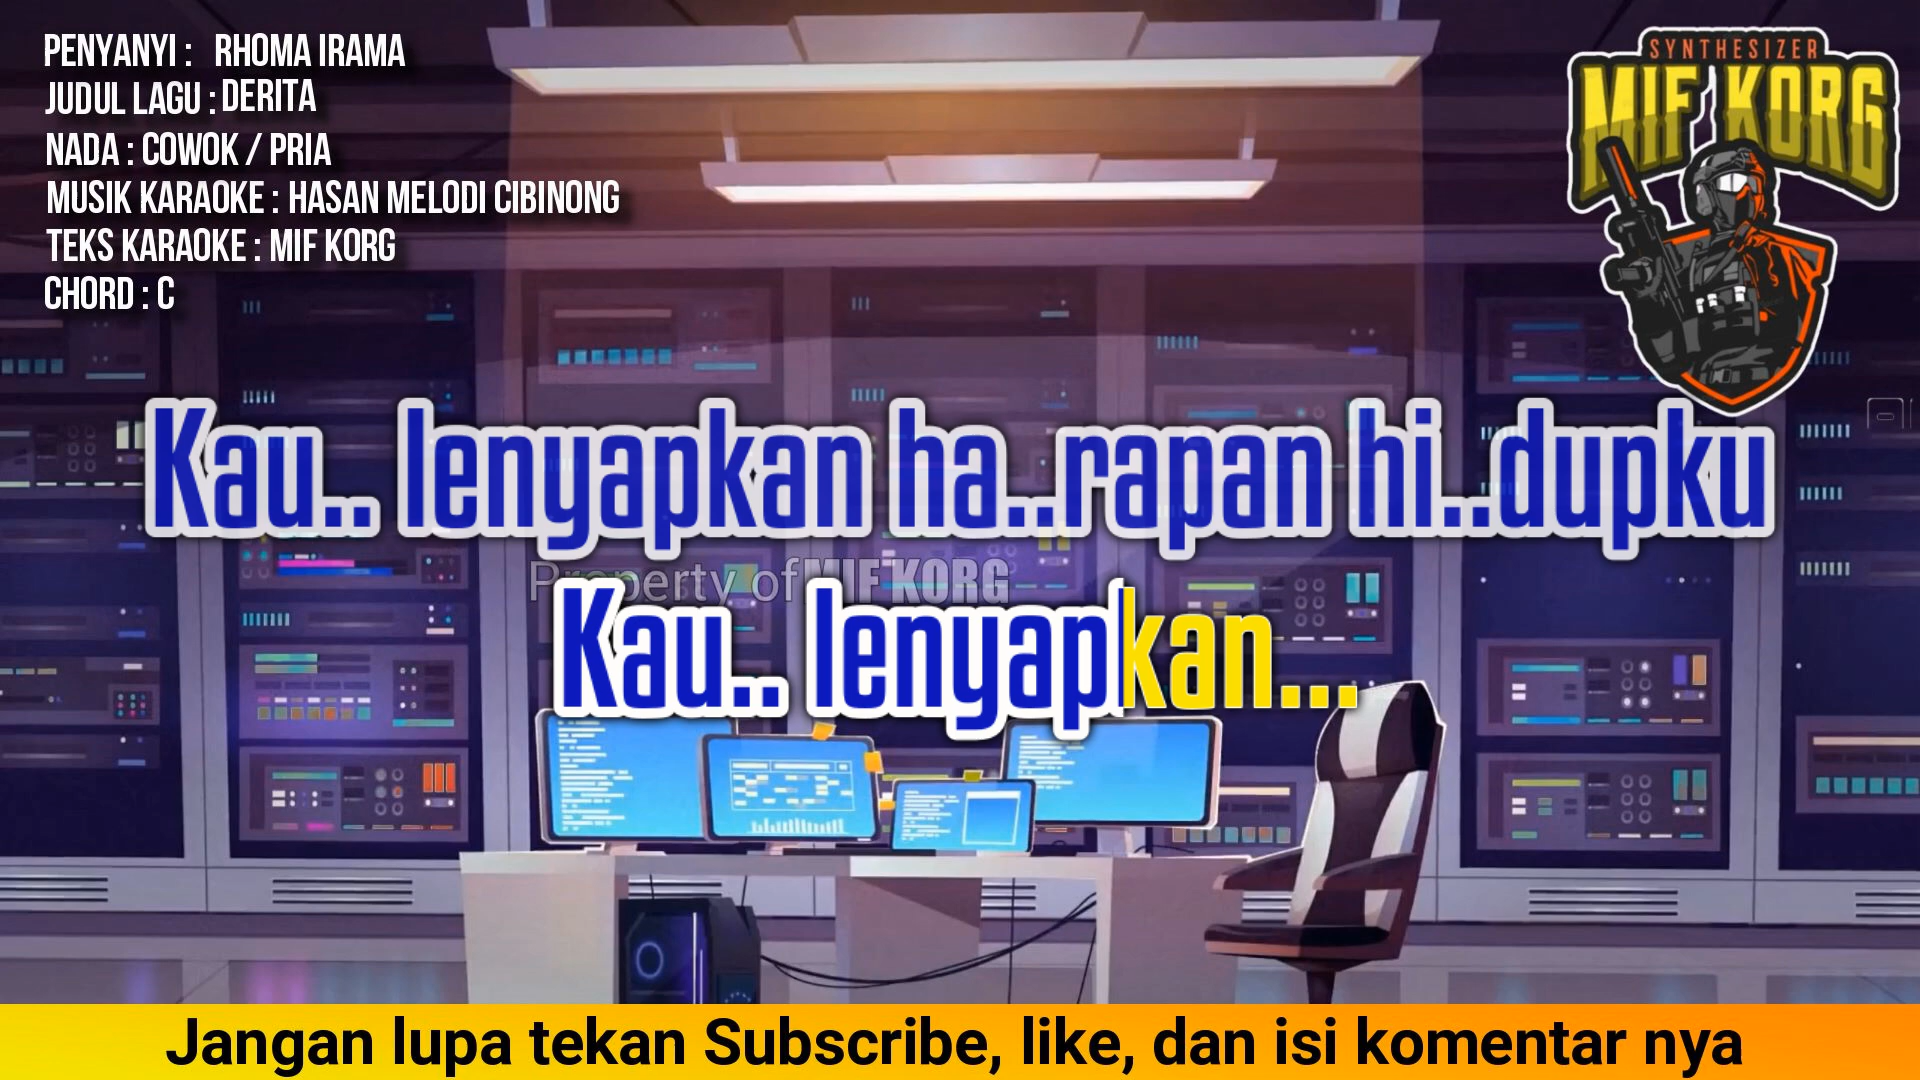 PENYANYI : RHOMA IRAMA
JUDUL LAGU : DERITA
NADA : COWOK / PRIA
MUSIK KARAOKE : HASAN MELODI CIBINONG
TEKS KARAOKE : MIF KORG
CHORD : C
SYNTHESIZER
MIF KORG
Kau.. lenyapkan ha..rapan hi..dupku
Property of MIF KORG
Kau.. lenyapkan...
Jangan lupa tekan Subscribe, like, dan isi komentar nya